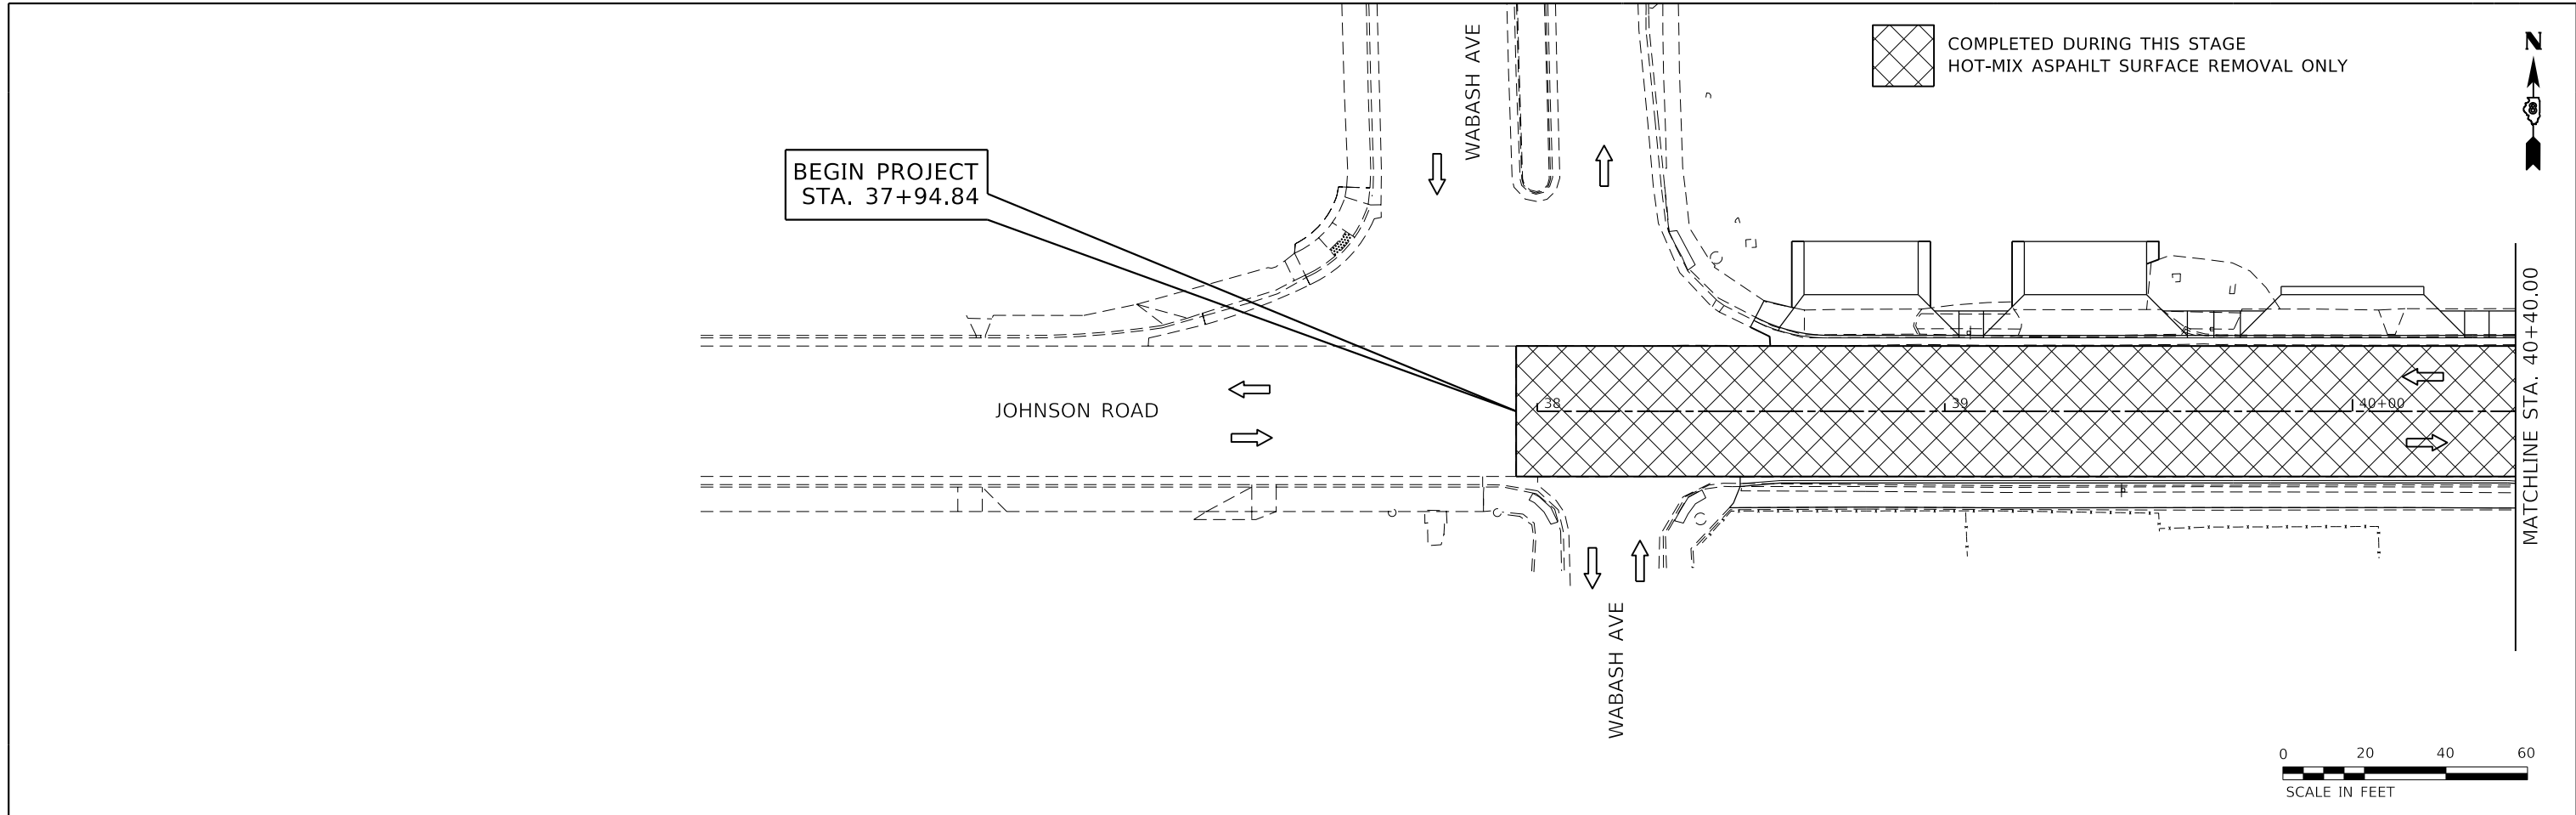 WABASH AVE
COMPLETED DURING THIS STAGE
HOT-MIX ASPAHLT SURFACE REMOVAL ONLY
N
8
BEGIN PROJECT
STA. 37+94.84
JOHNSON ROAD
38
39
40+00
MATCHLINE STA. 40+40.00
WABASH AVE
0 20 40 60
SCALE IN FEET